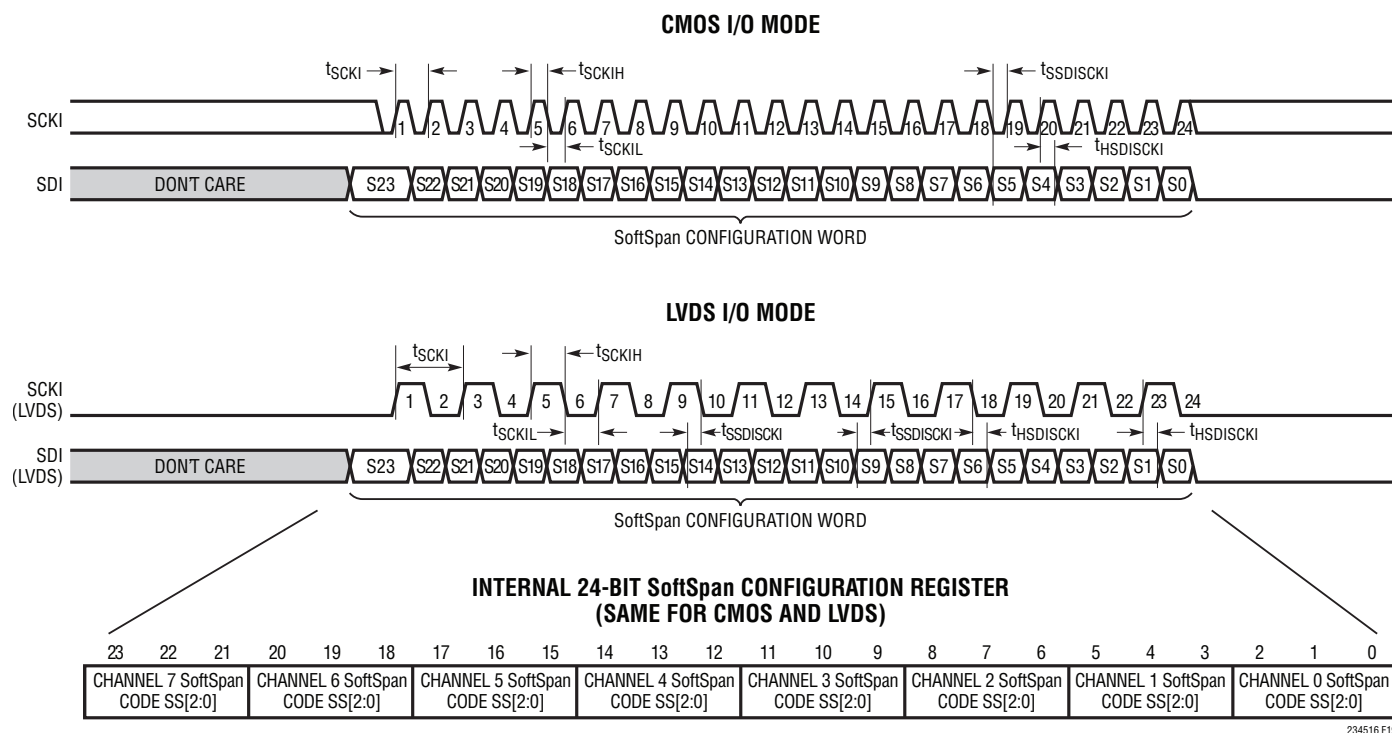 CMOS I/O MODE
tSCKI
tSCKIH
tSSDISCKI
SCKI
1 2 3 4 5 6 7 8 9 10 11 12 13 14 15 16 17 18 19 20 21 22 23 24
tSCKIL
tHSDISCKI
SDI
DON'T CARE
S23 S22 S21 S20 S19 S18 S17 S16 S15 S14 S13 S12 S11 S10 S9 S8 S7 S6 S5 S4 S3 S2 S1 S0
SoftSpan CONFIGURATION WORD
LVDS I/O MODE
tSCKI
tSCKIH
SCKI
(LVDS)
1 2 3 4 5 6 7 8 9 10 11 12 13 14 15 16 17 18 19 20 21 22 23 24
tSCKIL
tSSDISCKI
tSSDISCKI
tHSDISCKI
tHSDISCKI
SDI
(LVDS)
DON'T CARE
S23 S22 S21 S20 S19 S18 S17 S16 S15 S14 S13 S12 S11 S10 S9 S8 S7 S6 S5 S4 S3 S2 S1 S0
SoftSpan CONFIGURATION WORD
INTERNAL 24-BIT SoftSpan CONFIGURATION REGISTER
(SAME FOR CMOS AND LVDS)
23 22 21 20 19 18 17 16 15 14 13 12 11 10 9 8 7 6 5 4 3 2 1 0
CHANNEL 7 SoftSpan
CODE SS[2:0]
CHANNEL 6 SoftSpan
CODE SS[2:0]
CHANNEL 5 SoftSpan
CODE SS[2:0]
CHANNEL 4 SoftSpan
CODE SS[2:0]
CHANNEL 3 SoftSpan
CODE SS[2:0]
CHANNEL 2 SoftSpan
CODE SS[2:0]
CHANNEL 1 SoftSpan
CODE SS[2:0]
CHANNEL 0 SoftSpan
CODE SS[2:0]
234516